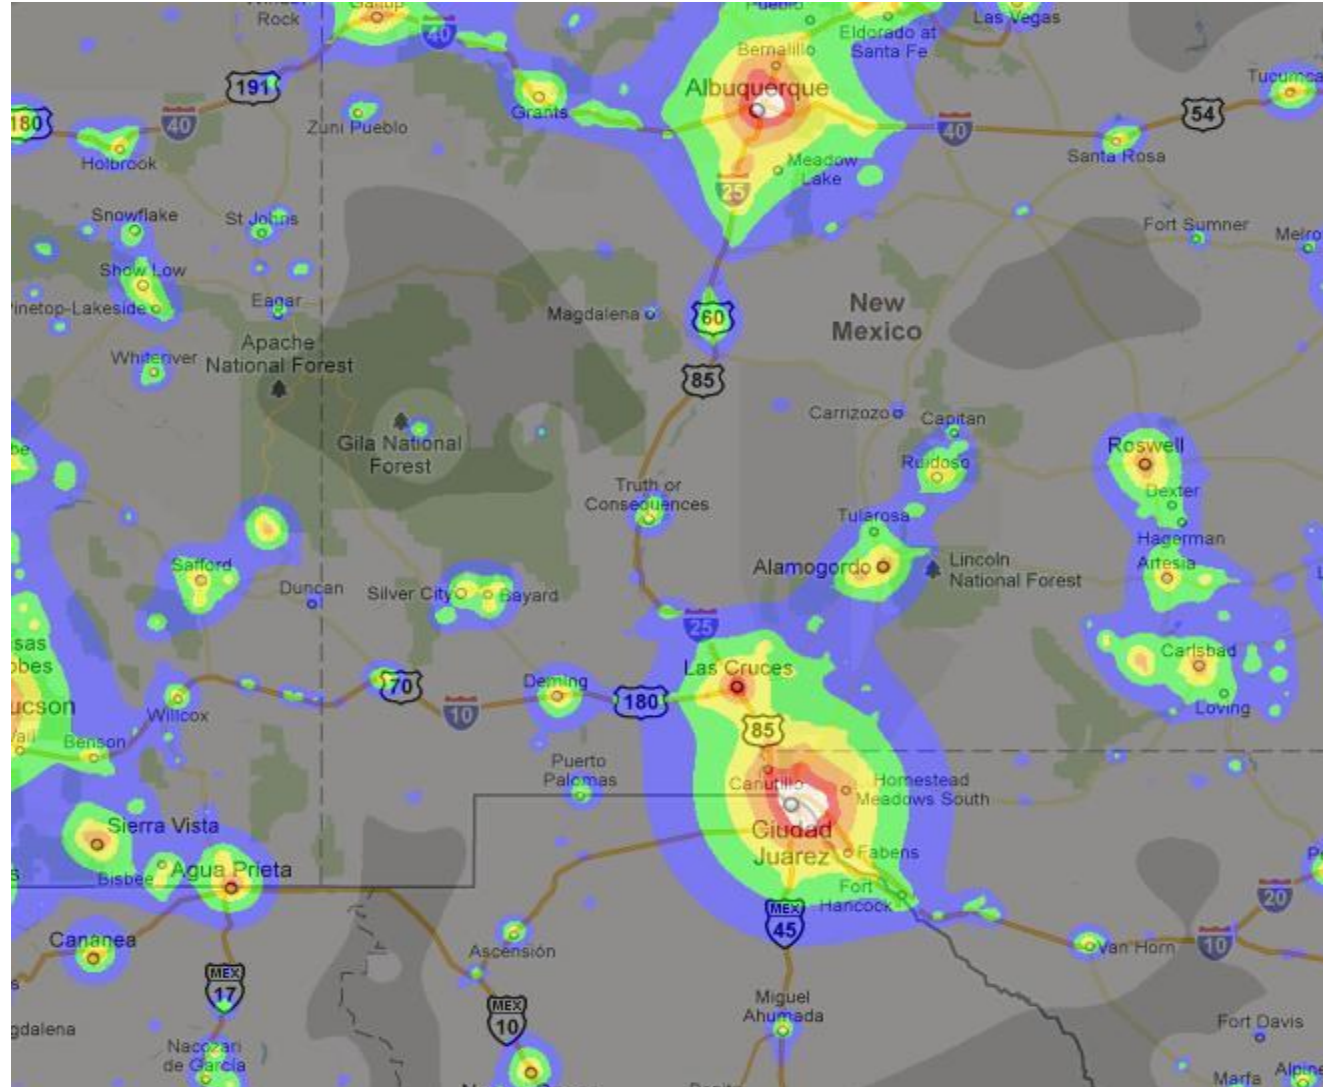 Rock
Gallup
40
Pueblo
Eldorado at
Santa Fe
Las Vegas
Bernalillo
Albuquerque
191
Grants
Tucumca
54
180
40
Zuni Pueblo
40
Holbrook
Santa Rosa
Meadow
Lake
25
Snowflake
St Johns
Fort Sumner
Melro
Show Low
Pinetop-Lakeside
Eagar
Magdalena
60
New
Mexico
Apache
National Forest
Whiteriver
85
Carrizozo
Capitan
Gila National
Forest
Roswell
Ruidoso
Truth or
Consequences
Dexter
Tularosa
Hagerman
Safford
Alamogordo
Lincoln
National Forest
Artesia
Duncan
Silver City
Bayard
25
Las Cruces
Carlsbad
70
Deming
180
10
Willcox
Loving
ucson
Vail
Benson
85
Puerto
Palomas
Canutillo
Homestead
Meadows South
Sierra Vista
Ciudad
Juarez
Fabens
Bisbee
Agua Prieta
Fort
Hancock
20
MEX
45
Cananea
Ascensión
Van Horn
10
MEX
17
MEX
10
Miguel
Ahumada
gdalena
Fort Davis
Nacozari
de García
Marfa
Alpine